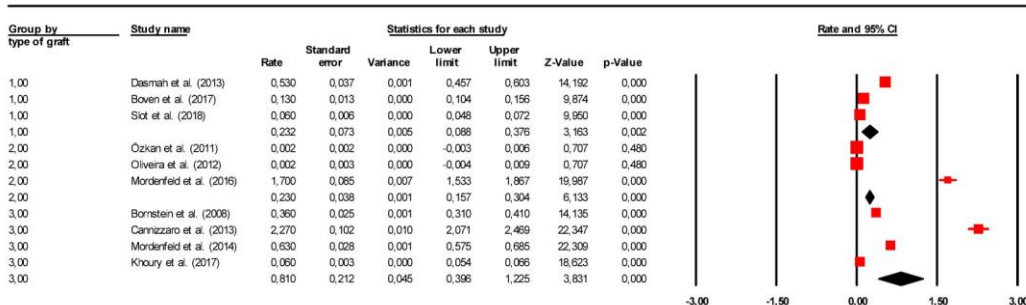 Group by Study name Statistics for each study Rate and 95% CI
type of graft
Standard Lower Upper
Rate error Variance limit limit Z-Value p-Value
1,00 Dasmah et al. (2013) 0,530 0,037 0,001 0,457 0,603 14,192 0,000
1,00 Boven et al. (2017) 0,130 0,013 0,000 0,104 0,156 9,874 0,000
1,00 Slot et al. (2018) 0,060 0,006 0,000 0,048 0,072 9,950 0,000
1,00 0,232 0,073 0,005 0,088 0,376 3,163 0,002
2,00 Özkan et al. (2011) 0,002 0,002 0,000 -0,003 0,006 0,707 0,480
2,00 Oliveira et al. (2012) 0,002 0,003 0,000 -0,004 0,009 0,707 0,480
2,00 Mordenfeld et al. (2016) 1,700 0,085 0,007 1,533 1,867 19,987 0,000
2,00 0,230 0,038 0,001 0,157 0,304 6,133 0,000
3,00 Bornstein et al. (2008) 0,360 0,025 0,001 0,310 0,410 14,135 0,000
3,00 Cannizzaro et al. (2013) 2,270 0,102 0,010 2,071 2,469 22,347 0,000
3,00 Mordenfeld et al. (2014) 0,630 0,028 0,001 0,575 0,685 22,309 0,000
3,00 Khoury et al. (2017) 0,060 0,003 0,000 0,054 0,066 18,623 0,000
3,00 0,810 0,212 0,045 0,396 1,225 3,831 0,000
-3.00 -1.50 0.00 1.50 3.00